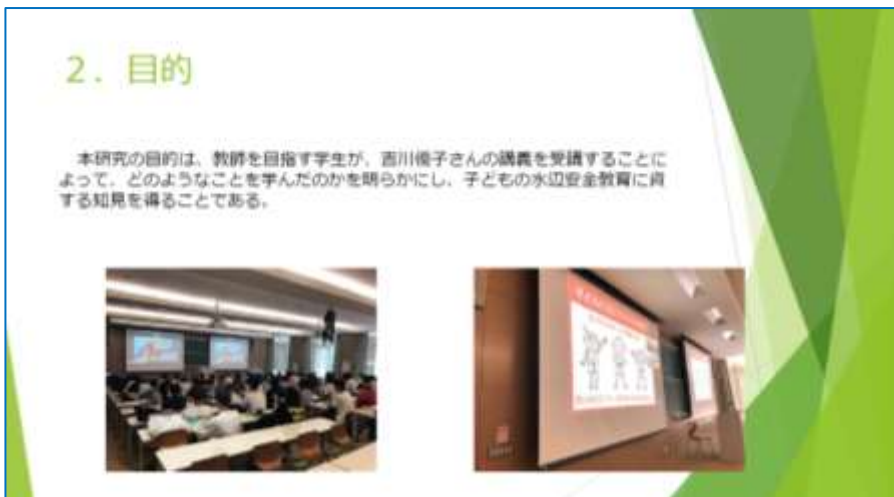 ２．目的
本研究の目的は、教師を目指す学生が、吉川優子さんの講義を受講することに
よって、どのようなことを学んだのかを明らかにし、子どもの水辺安全教育に資
する知見を得ることである。